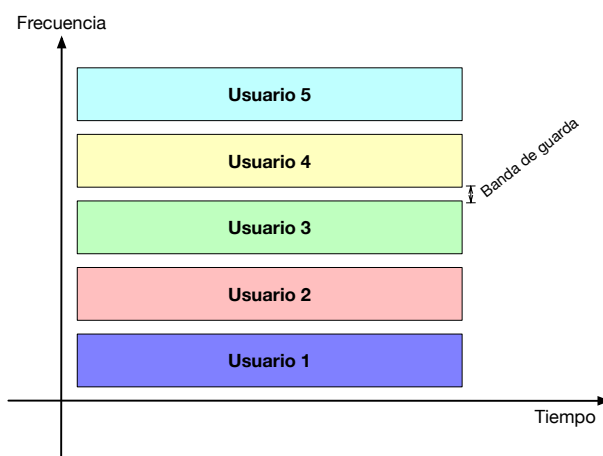 Frecuencia
Usuario 5
Usuario 4
Banda de guarda
Usuario 3
Usuario 2
Usuario 1
Tiempo